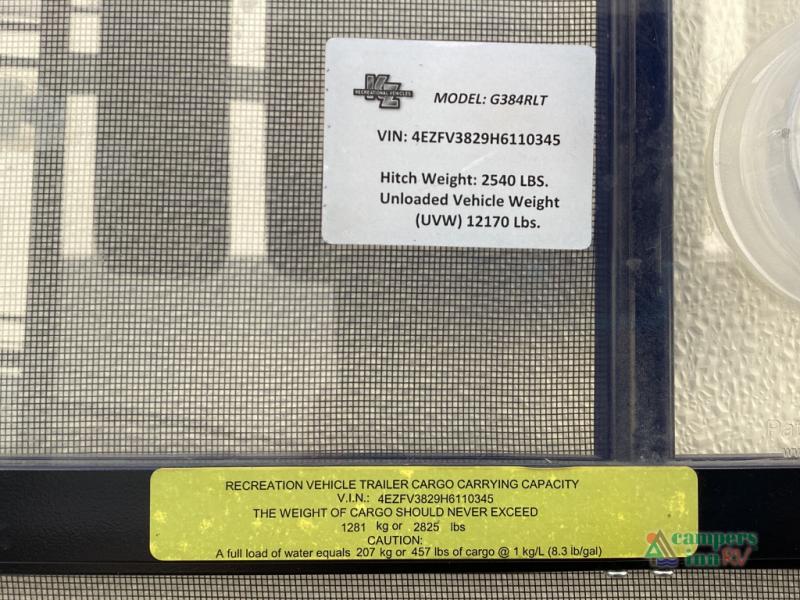 KZ
RECREATIONAL VEHICLES
MODEL: G384RLT
VIN: 4EZFV3829H6110345
Hitch Weight: 2540 LBS.
Unloaded Vehicle Weight
(UVW) 12170 Lbs.
RECREATION VEHICLE TRAILER CARGO CARRYING CAPACITY
V.I.N.: 4EZFV3829H6110345
THE WEIGHT OF CARGO SHOULD NEVER EXCEED
1281 kg or 2825 lbs
CAUTION:
A full load of water equals 207 kg or 457 lbs of cargo @ 1 kg/L (8.3 lb/gal)
campers
inn RV